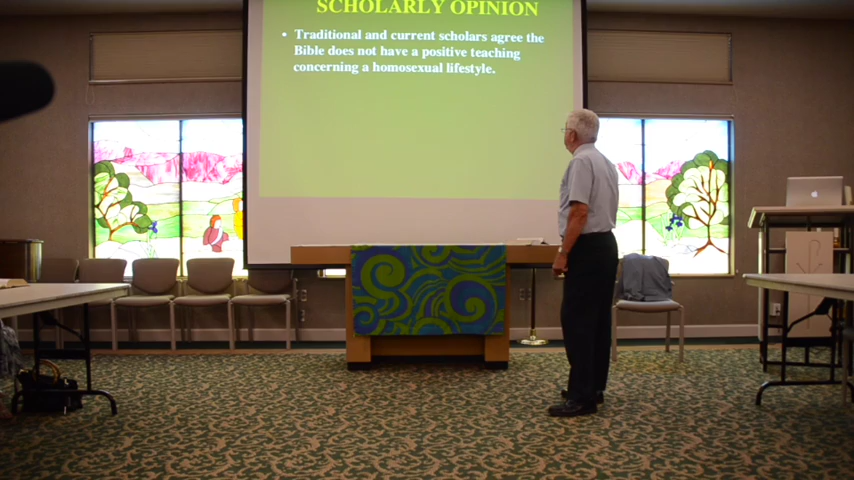 SCHOLARLY OPINION
• Traditional and current scholars agree the
Bible does not have a positive teaching
concerning a homosexual lifestyle.